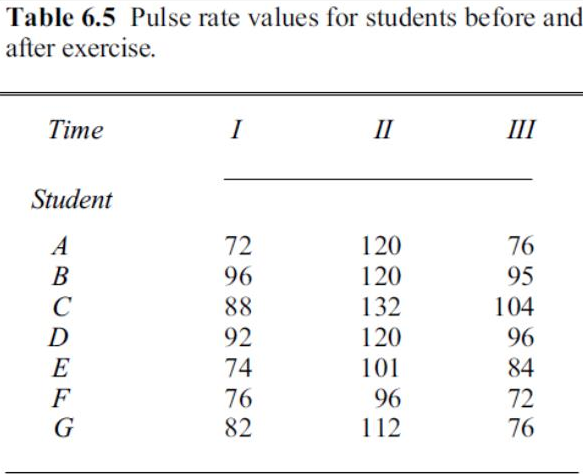 Table 6.5 Pulse rate values for students before and
after exercise.
Time I II III
Student
A 72 120 76
B 96 120 95
C 88 132 104
D 92 120 96
E 74 101 84
F 76 96 72
G 82 112 76